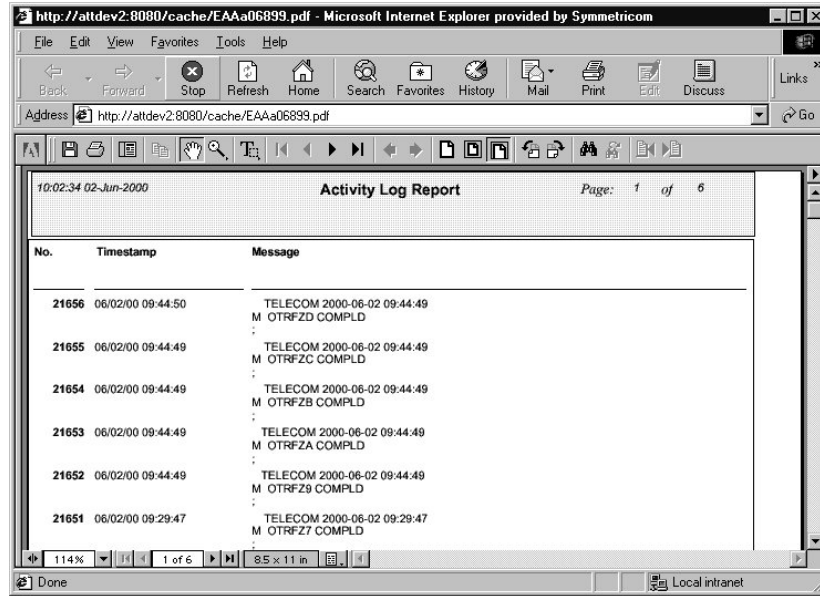 http://attdev2:8080/cache/EAAa06899.pdf - Microsoft Internet Explorer provided by Symmetricom
File Edit View Favorites Tools Help
Back Forward Stop Refresh Home Search Favorites History Mail Print Edit Discuss Links
Address http://attdev2:8080/cache/EAAa06899.pdf Go
10:02:34 02-Jun-2000 Activity Log Report Page: 1 of 6
No. Timestamp Message
21656 06/02/00 09:44:50 TELECOM 2000-06-02 09:44:49
M OTRFZD COMPLD
;
21655 06/02/00 09:44:49 TELECOM 2000-06-02 09:44:49
M OTRFZC COMPLD
;
21654 06/02/00 09:44:49 TELECOM 2000-06-02 09:44:49
M OTRFZB COMPLD
;
21653 06/02/00 09:44:49 TELECOM 2000-06-02 09:44:49
M OTRFZA COMPLD
;
21652 06/02/00 09:44:49 TELECOM 2000-06-02 09:44:49
M OTRFZ9 COMPLD
;
21651 06/02/00 09:29:47 TELECOM 2000-06-02 09:29:47
M OTRFZ7 COMPLD
;
114% 1 of 6 8.5 x 11 in
Done Local intranet